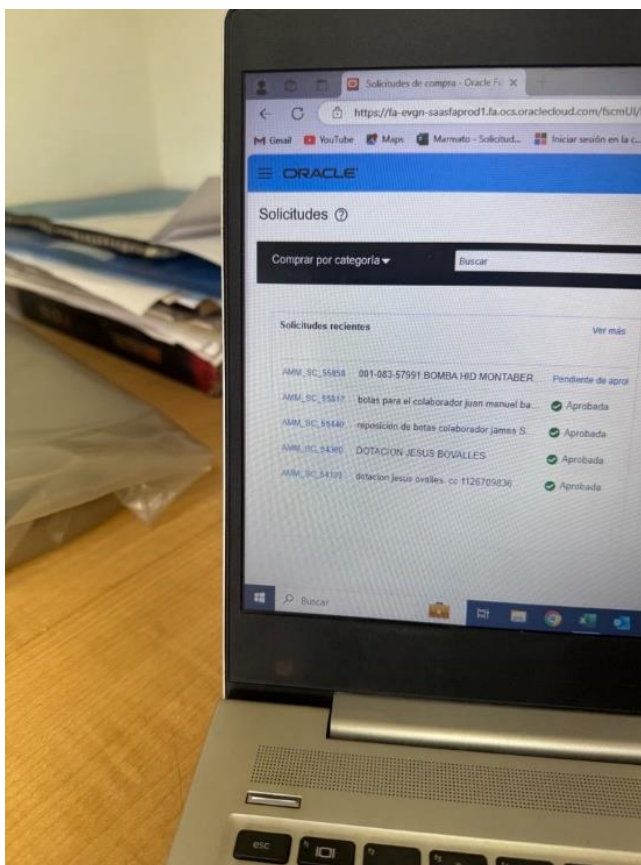 Solicitudes de compra - Oracle Fu
https://fa-evgn-saasfaprod1.fa.ocs.oraclecloud.com/fscmUI/
Gmail YouTube Maps Marmato - Solicitud... Iniciar sesión en la c...
ORACLE
Solicitudes
Comprar por categoría Buscar
Solicitudes recientes Ver más
AMM_SC_55858 001-083-57991 BOMBA HID MONTABER Pendiente de aprol
AMM_SC_55817 botas para el colaborador juan manuel ba... Aprobada
AMM_SC_55440 reposición de botas colaborador james S... Aprobada
DOTACION JESUS BOVALLES Aprobada
dotacion jesus ovalles. cc 1126709836 Aprobada
Buscar
esc